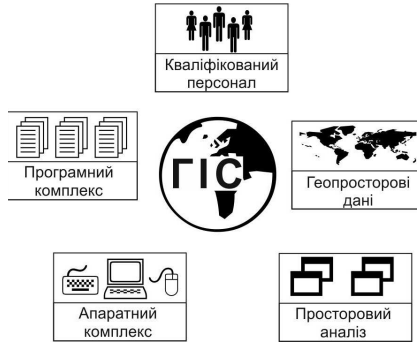 Кваліфікований
персонал
Програмний
комплекс
ГІС
Геопросторові
дані
Апаратний
комплекс
Просторовий
аналіз